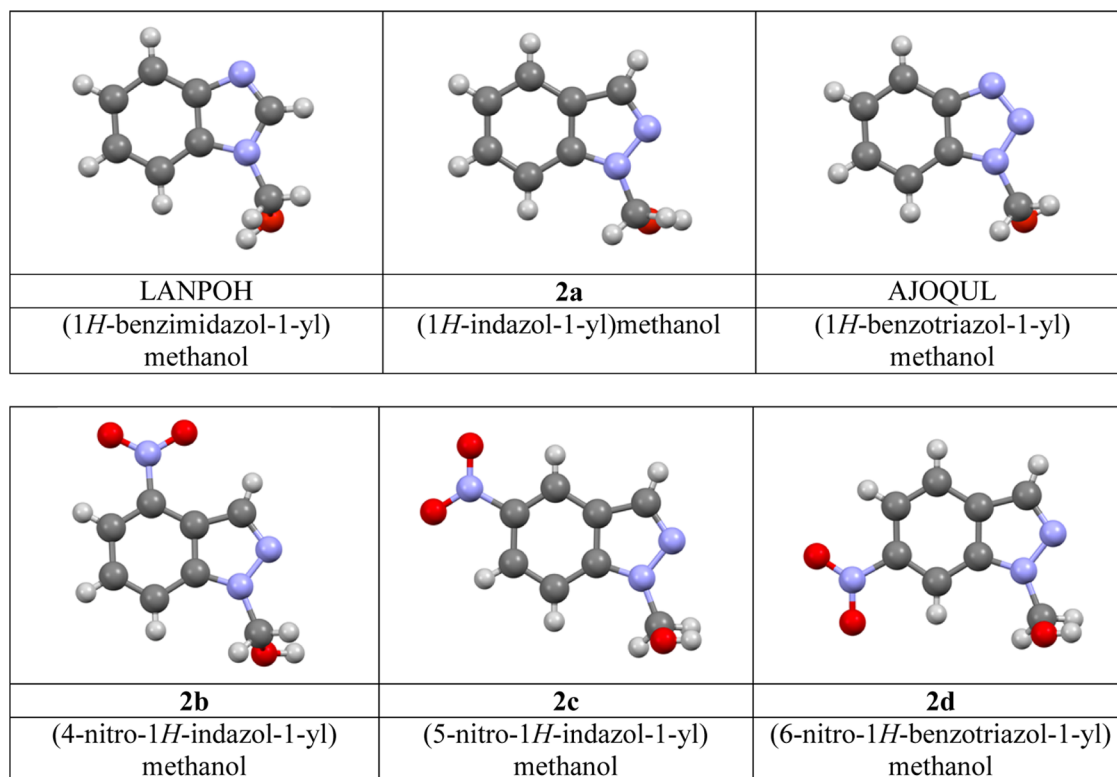 LANPOH
2a
AJOQUL
(1H-benzimidazol-1-yl)
methanol
(1H-indazol-1-yl)methanol
(1H-benzotriazol-1-yl)
methanol
2b
2c
2d
(4-nitro-1H-indazol-1-yl)
methanol
(5-nitro-1H-indazol-1-yl)
methanol
(6-nitro-1H-benzotriazol-1-yl)
methanol